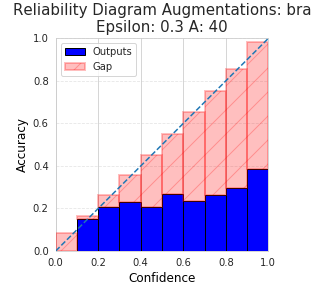 Reliability Diagram Augmentations: bra
Epsilon: 0.3 A: 40
1.0
0.8
0.6
0.4
0.2
0.0
Accuracy
Outputs
Gap
0.0 0.2 0.4 0.6 0.8 1.0
Confidence